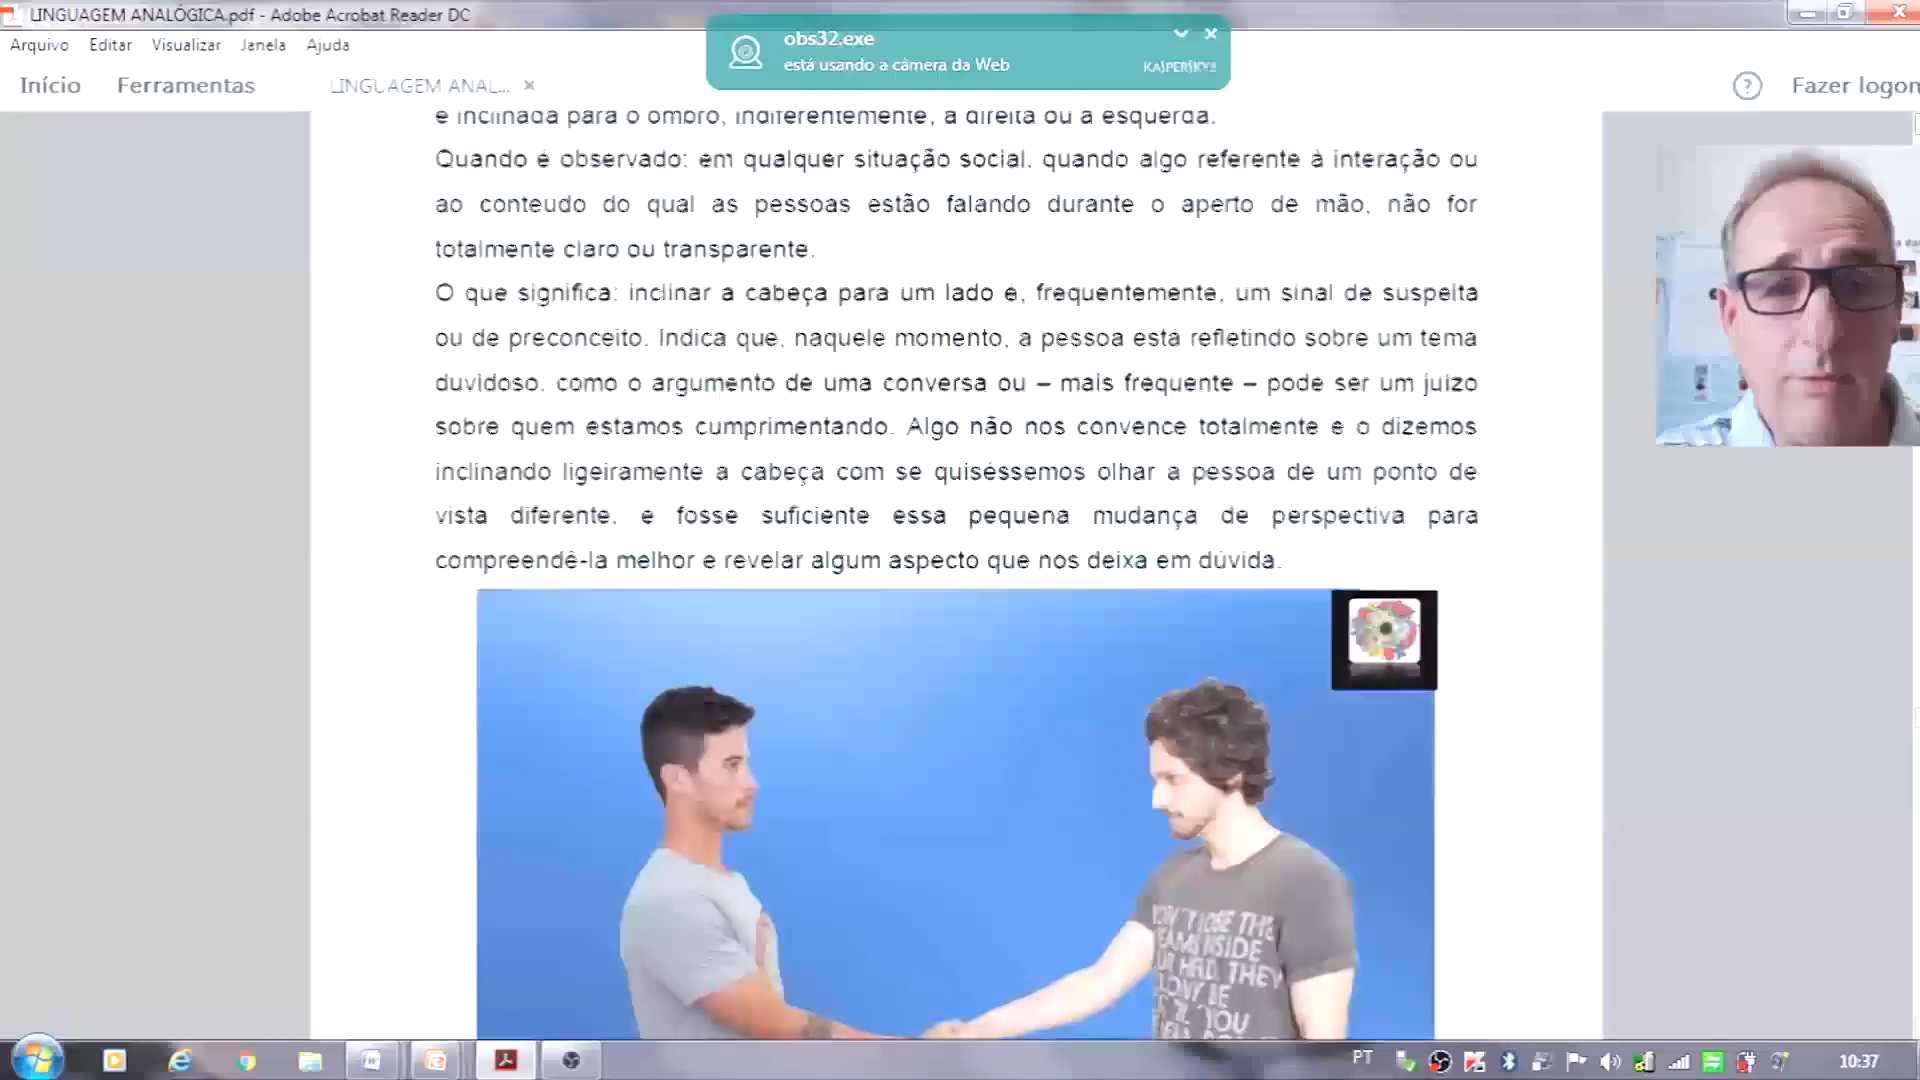 LINGUAGEM ANALÓGICA.pdf - Adobe Acrobat Reader DC
Arquivo Editar Visualizar Janela Ajuda
obs32.exe
está usando a câmera da Web
KASPERSKY
Início Ferramentas LINGUAGEM ANAL... Fazer logon
é inclinada para o ombro, indiferentemente, à direita ou à esquerda.
Quando é observado: em qualquer situação social, quando algo referente à interação ou
ao conteúdo do qual as pessoas estão falando durante o aperto de mão, não for
totalmente claro ou transparente.
O que significa: inclinar a cabeça para um lado é, frequentemente, um sinal de suspeita
ou de preconceito. Indica que, naquele momento, a pessoa está refletindo sobre um tema
duvidoso, como o argumento de uma conversa ou – mais frequente – pode ser um juízo
sobre quem estamos cumprimentando. Algo não nos convence totalmente e o dizemos
inclinando ligeiramente a cabeça com se quiséssemos olhar a pessoa de um ponto de
vista diferente, e fosse suficiente essa pequena mudança de perspectiva para
compreendê-la melhor e revelar algum aspecto que nos deixa em dúvida.
THEY
YOU
PT 10:37